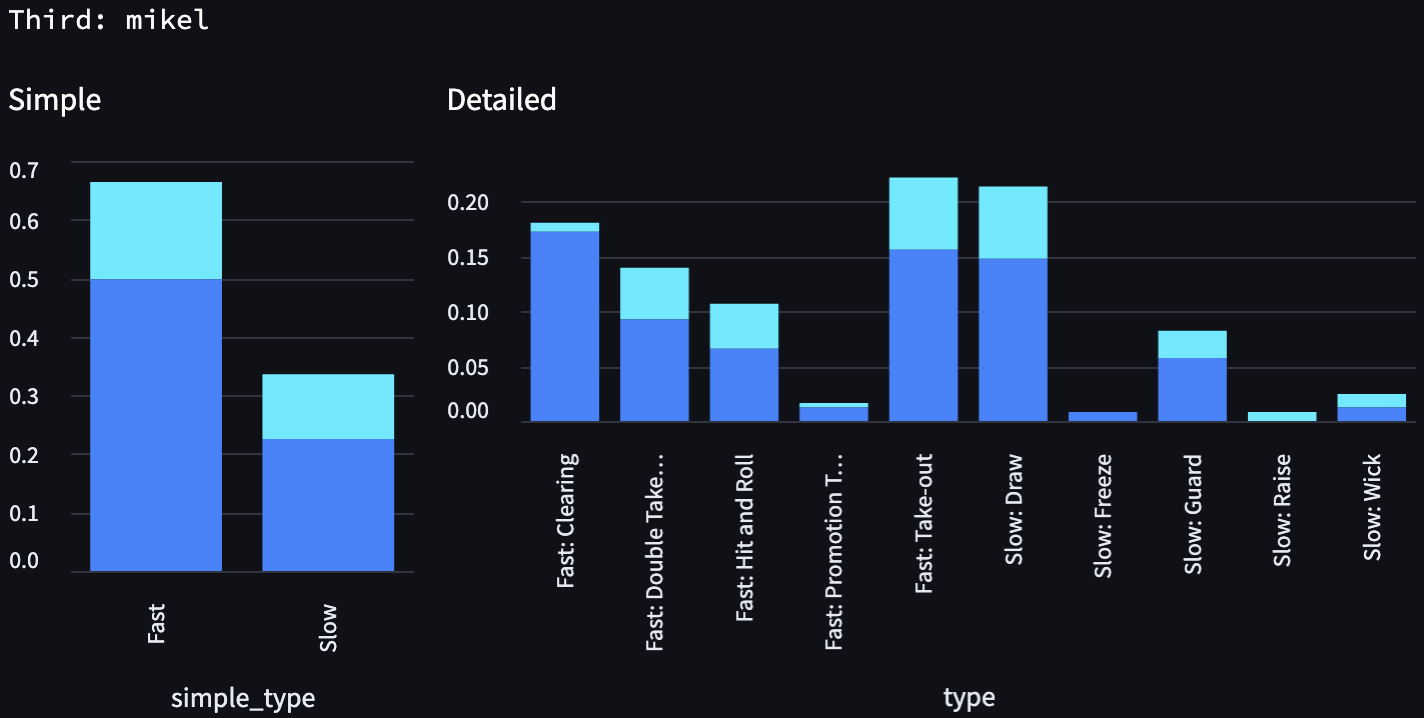 Third: mikel
Simple
Detailed
0.7
0.6
0.5
0.4
0.3
0.2
0.1
0.0
Fast
Slow
simple_type
0.20
0.15
0.10
0.05
0.00
Fast: Clearing
Fast: Double Take…
Fast: Hit and Roll
Fast: Promotion T…
Fast: Take-out
Slow: Draw
Slow: Freeze
Slow: Guard
Slow: Raise
Slow: Wick
type